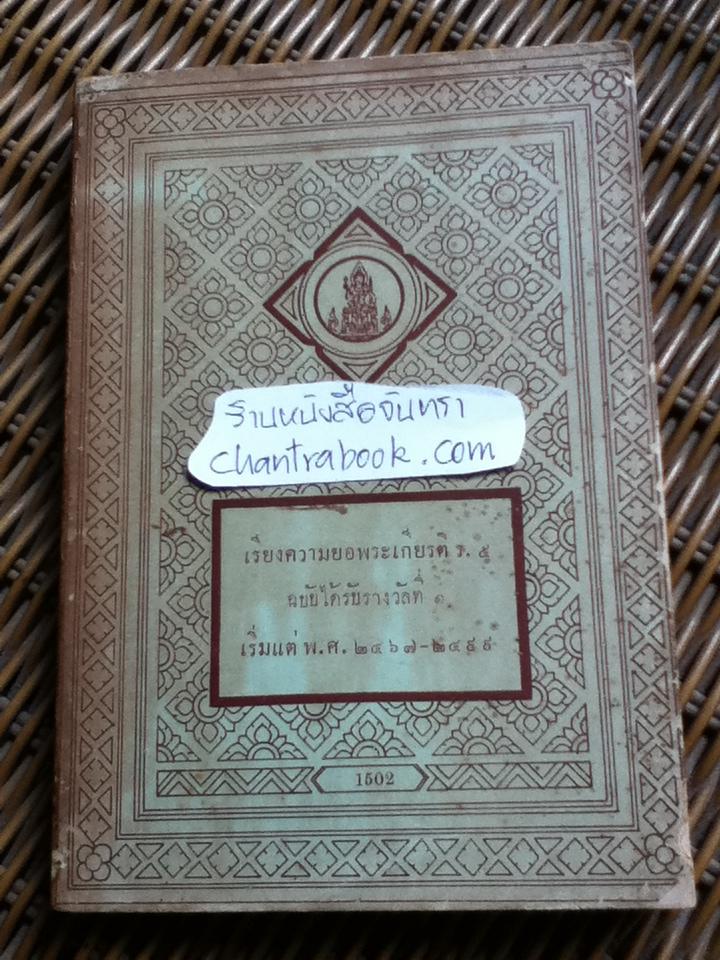 ร้านหนังสือจันทรา
chantrabook.com
เรียงความยอพระเกียรติ ร. ๕
ฉบับได้รับรางวัลที่ ๑
เริ่มแต่ พ.ศ. ๒๔๖๗-๒๔๙๙
1502